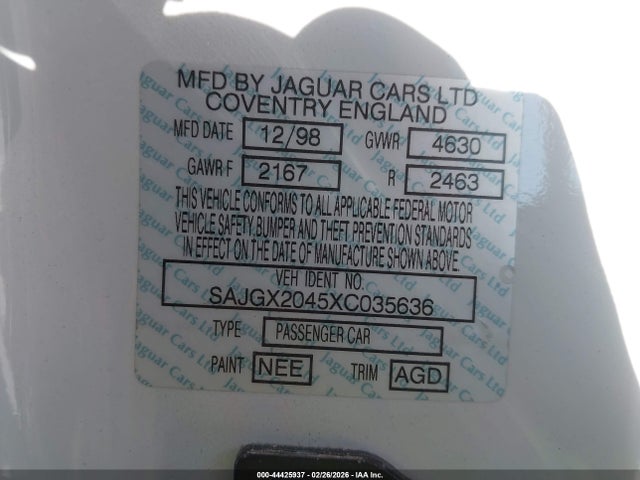 MFD BY JAGUAR CARS LTD
COVENTRY ENGLAND
MFD DATE 12/98 GVWR 4630
GAWR F 2167 R 2463
THIS VEHICLE CONFORMS TO ALL APPLICABLE FEDERAL MOTOR
VEHICLE SAFETY, BUMPER AND THEFT PREVENTION STANDARDS
IN EFFECT ON THE DATE OF MANUFACTURE SHOWN ABOVE.
VEH IDENT NO.
SAJGX2045XC035636
TYPE PASSENGER CAR
PAINT NEE TRIM AGD
Jaguar Cars Ltd
000-44425937 - 02/26/2026 - IAA Inc.